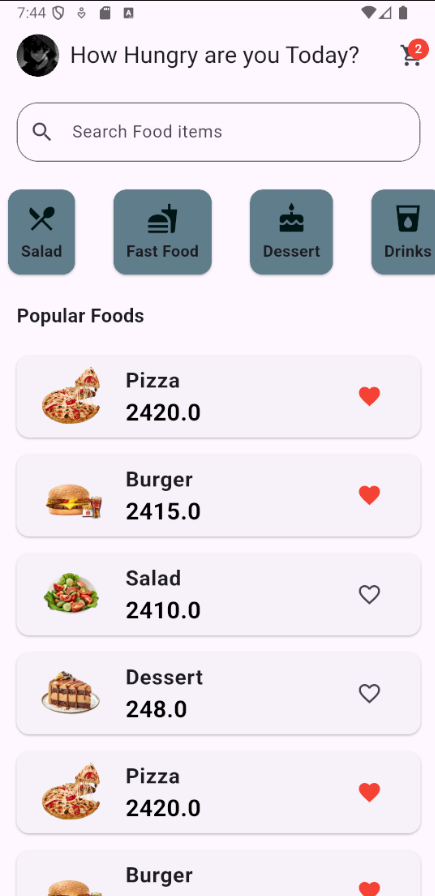 7:44
A
How Hungry are you Today?
2
Search Food items
Salad
Fast Food
Dessert
Drinks
Popular Foods
Pizza
2420.0
Burger
2415.0
Salad
2410.0
Dessert
248.0
Pizza
2420.0
Burger